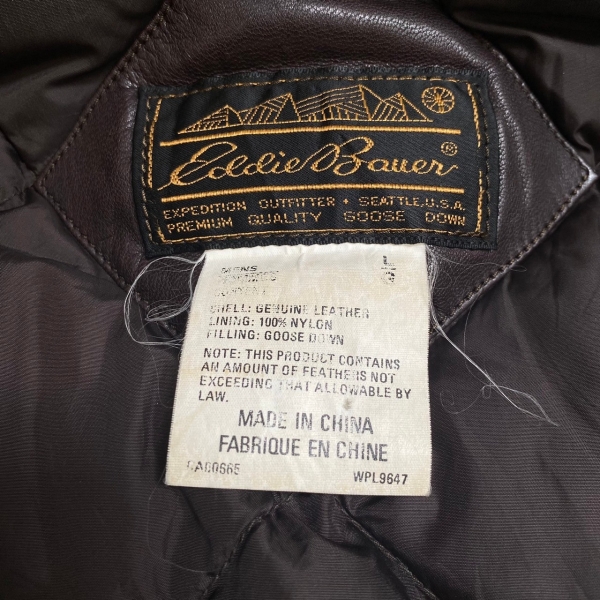 Eddie Bauer®
EXPEDITION OUTFITTER • SEATTLE, U.S.A.
PREMIUM QUALITY GOOSE DOWN
MENS
L/G
SHELL: GENUINE LEATHER
LINING: 100% NYLON
FILLING: GOOSE DOWN
NOTE: THIS PRODUCT CONTAINS
AN AMOUNT OF FEATHERS NOT
EXCEEDING THAT ALLOWABLE BY
LAW.
MADE IN CHINA
FABRIQUE EN CHINE
WPL9647